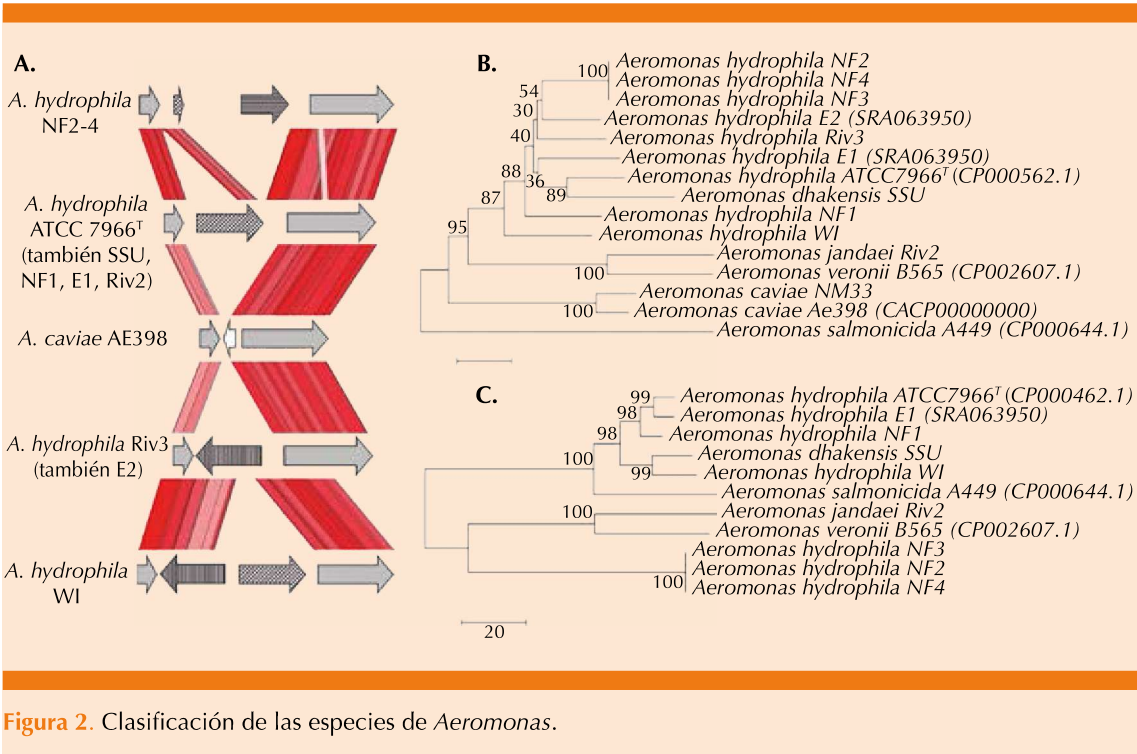 A.
A. hydrophila
NF2-4
A. hydrophila
ATCC 7966ᵀ
(también SSU,
NF1, E1, Riv2)
A. caviae AE398
A. hydrophila Riv3
(también E2)
A. hydrophila
WI
B.
Aeromonas hydrophila NF2
100
Aeromonas hydrophila NF4
Aeromonas hydrophila NF3
54
30
Aeromonas hydrophila E2 (SRA063950)
40
Aeromonas hydrophila Riv3
Aeromonas hydrophila E1 (SRA063950)
88
36
Aeromonas hydrophila ATCC7966ᵀ (CP000562.1)
89
Aeromonas dhakensis SSU
87
Aeromonas hydrophila NF1
95
Aeromonas hydrophila WI
Aeromonas jandaei Riv2
100
Aeromonas veronii B565 (CP002607.1)
Aeromonas caviae NM33
100
Aeromonas caviae Ae398 (CACP00000000)
Aeromonas salmonicida A449 (CP000644.1)
C.
99
Aeromonas hydrophila ATCC7966ᵀ (CP000462.1)
98
Aeromonas hydrophila E1 (SRA063950)
98
Aeromonas hydrophila NF1
100
Aeromonas dhakensis SSU
99
Aeromonas hydrophila WI
Aeromonas salmonicida A449 (CP000644.1)
100
Aeromonas jandaei Riv2
Aeromonas veronii B565 (CP002607.1)
Aeromonas hydrophila NF3
Aeromonas hydrophila NF2
100
Aeromonas hydrophila NF4
20
Figura 2. Clasificación de las especies de Aeromonas.